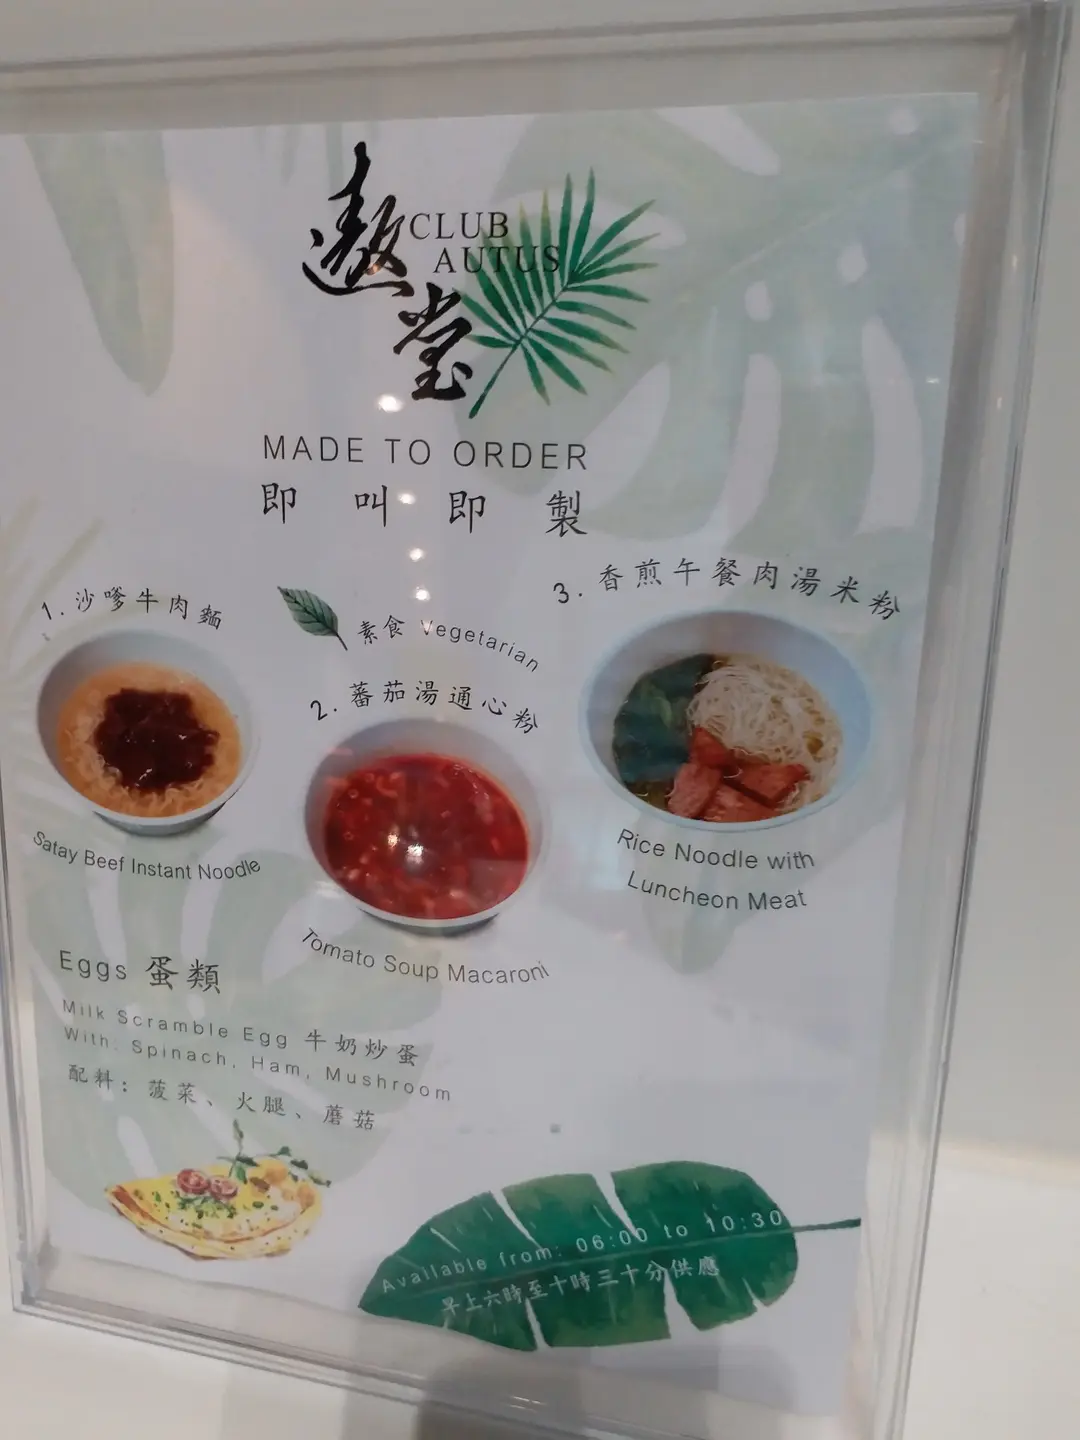 遨堂
CLUB
AUTUS
MADE TO ORDER
即叫即製
1. 沙嗲牛肉麵
Satay Beef Instant Noodle
素食 Vegetarian
2. 蕃茄湯通心粉
Tomato Soup Macaroni
3. 香煎午餐肉湯米粉
Rice Noodle with
Luncheon Meat
Eggs 蛋類
Milk Scramble Egg 牛奶炒蛋
With: Spinach, Ham, Mushroom
配料：菠菜、火腿、蘑菇
Available from: 06:00 to 10:30
早上六時至十時三十分供應